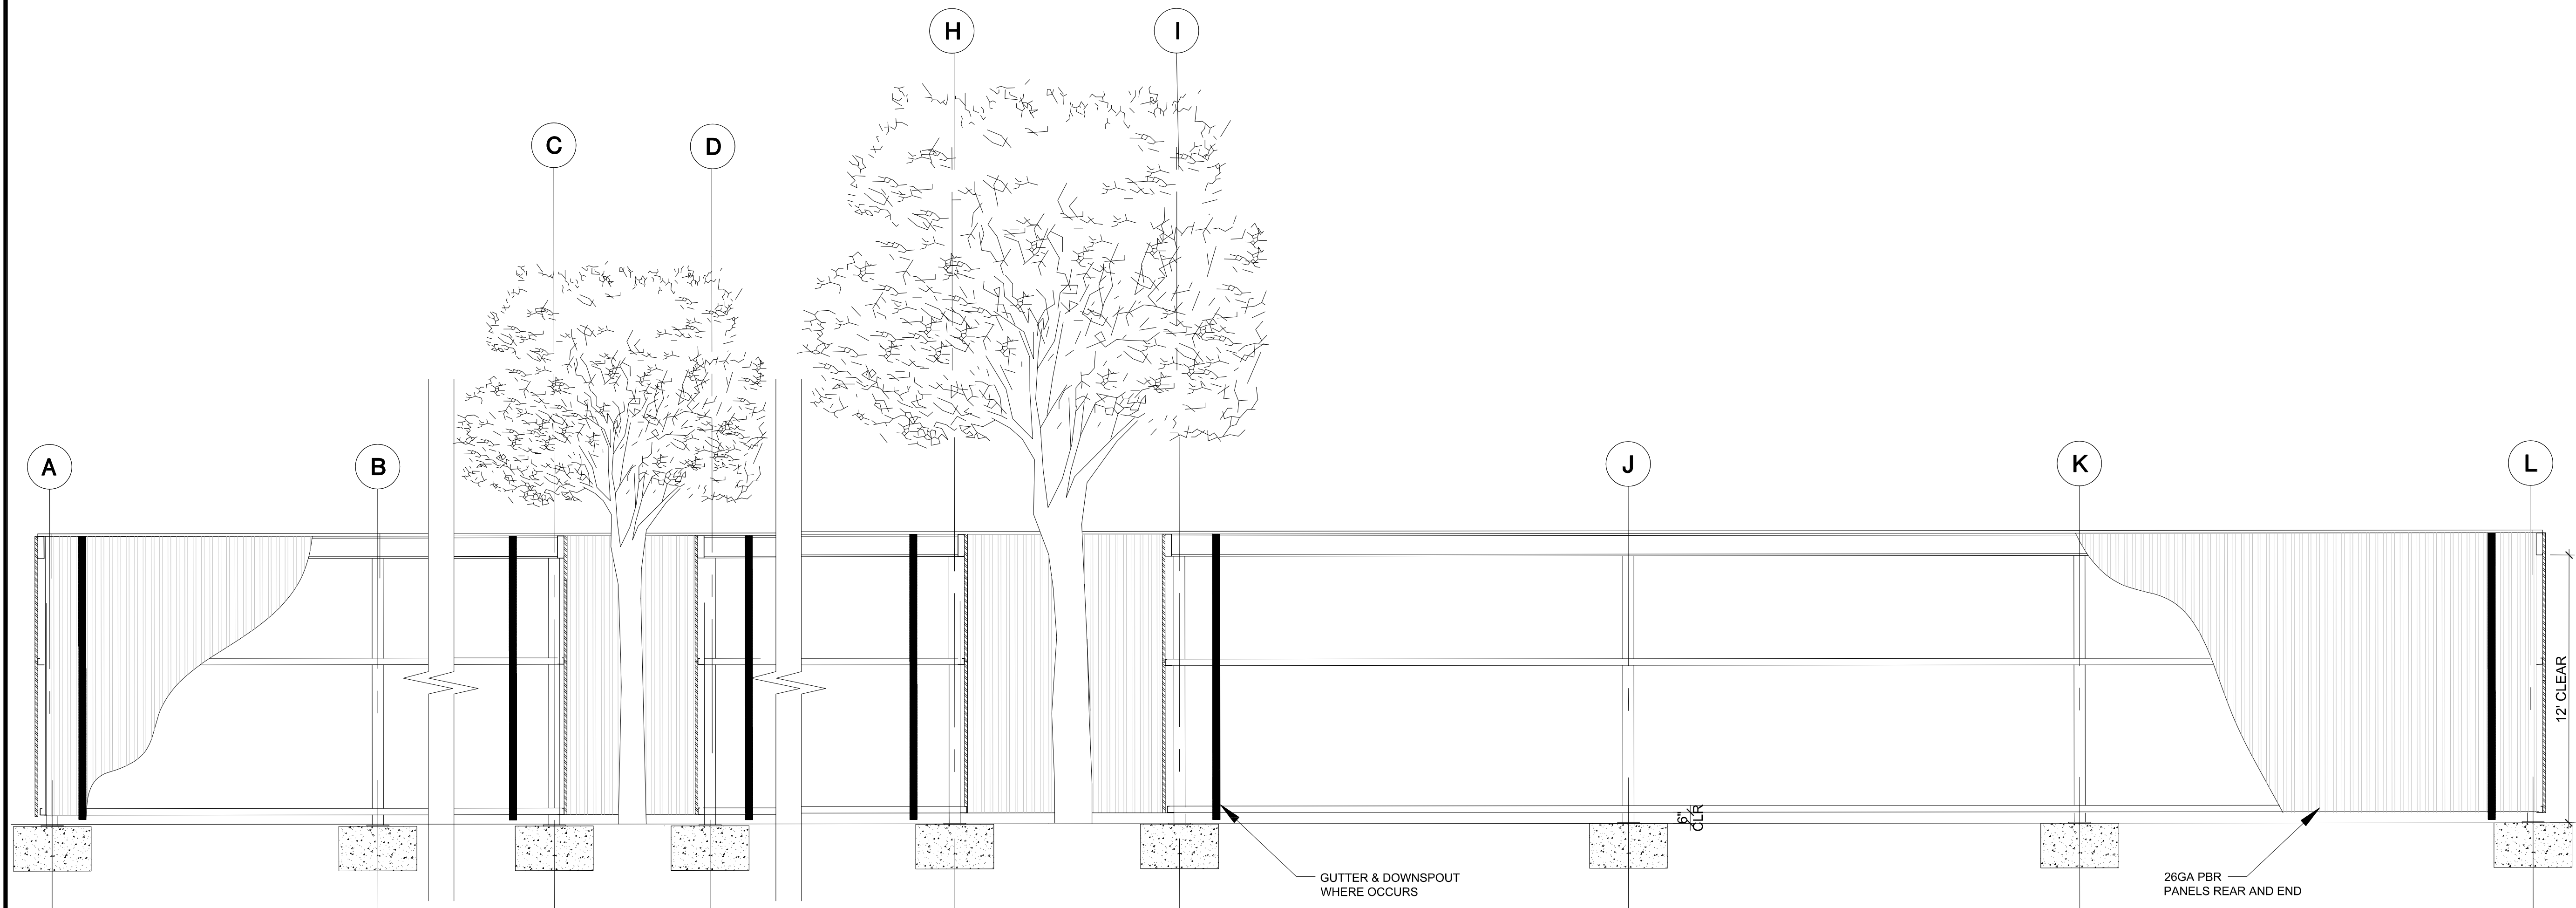 H
I
C
D
A
B
J
K
L
12' CLEAR
6"
CLR
GUTTER & DOWNSPOUT
WHERE OCCURS
26GA PBR
PANELS REAR AND END